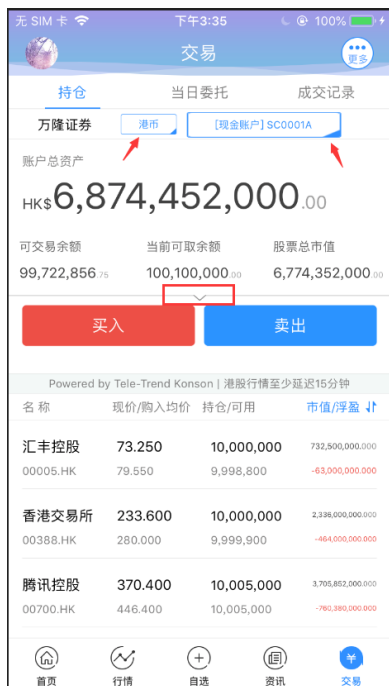 无 SIM 卡 下午3:35 100%
交易
更多
持仓 当日委托 成交记录
万隆证券 港币 [现金账户] SC0001A
账户总资产
HK$6,874,452,000.00
可交易余额 当前可取余额 股票总市值
99,722,856.75 100,100,000.00 6,774,352,000.00
买入 卖出
Powered by Tele-Trend Konson | 港股行情至少延迟15分钟
名称 现价/购入均价 持仓/可用 市值/浮盈
汇丰控股 73.250 10,000,000 732,500,000.000
00005.HK 79.550 9,998,800 -63,000,000.000
香港交易所 233.600 10,000,000 2,336,000,000.000
00388.HK 280.000 9,999,900 -464,000,000.000
腾讯控股 370.400 10,005,000 3,705,852,000.000
00700.HK 446.400 10,005,000 -760,380,000.000
首页 行情 自选 资讯 交易